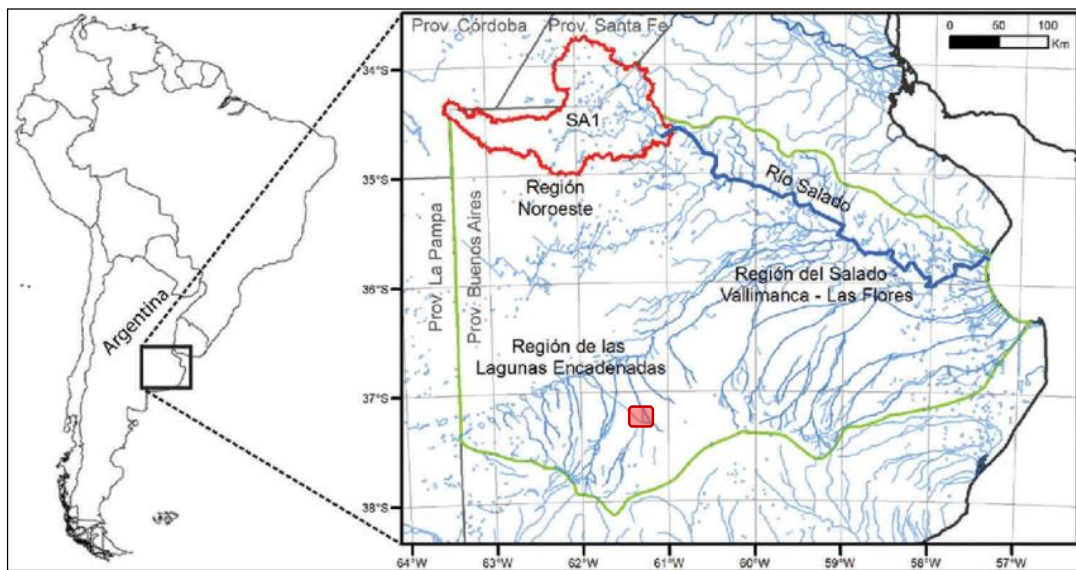 Prov. Córdoba
Prov. Santa Fe
0 50 100
Km
34°S
35°S
36°S
37°S
38°S
SA1
Región
Noroeste
Río Salado
Prov. La Pampa
Prov. Buenos Aires
Región del Salado
Vallimanca - Las Flores
Región de las
Lagunas Encadenadas
Argentina
64°W 63°W 62°W 61°W 60°W 59°W 58°W 57°W